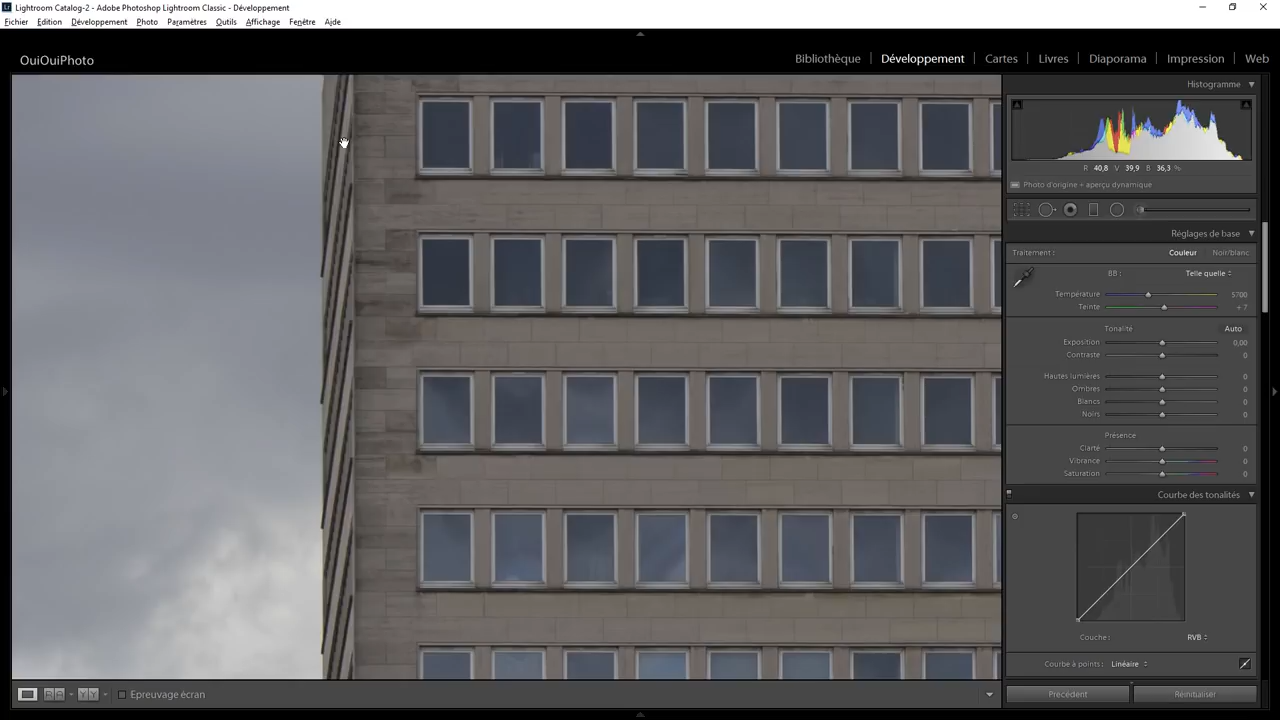 Lightroom Catalog-2 - Adobe Photoshop Lightroom Classic - Développement
Fichier Edition Développement Photo Paramètres Outils Affichage Fenêtre Aide
OuiOuiPhoto
Bibliothèque Développement Cartes Livres Diaporama Impression Web
Histogramme
R 40,8 V 39,9 B 36,3 %
Photo d'origine + aperçu dynamique
Réglages de base
Traitement : Couleur Noir/blanc
BB : Telle quelle
Température 5700
Teinte + 7
Tonalité Auto
Exposition 0,00
Contraste 0
Hautes lumières 0
Ombres 0
Blancs 0
Noirs 0
Présence
Clarté 0
Vibrance 0
Saturation 0
Courbe des tonalités
Couche : RVB
Courbe à points : Linéaire
Epreuvage écran
Précédent Réinitialiser